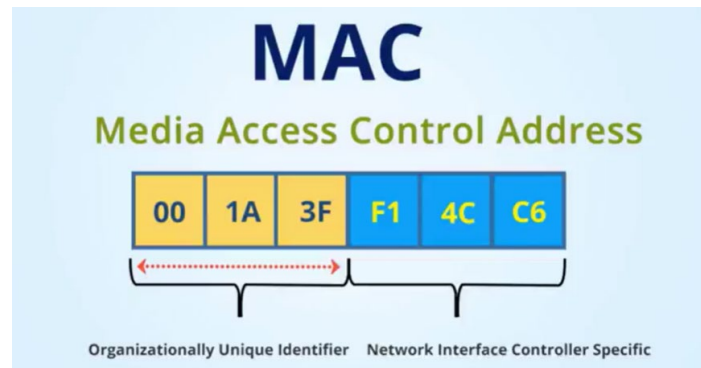 MAC
Media Access Control Address
00 1A 3F F1 4C C6
Organizationally Unique Identifier Network Interface Controller Specific